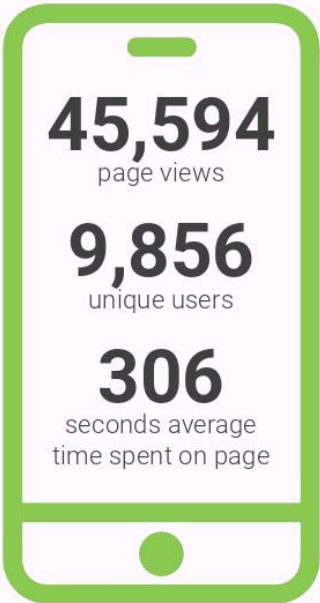 45,594
page views
9,856
unique users
306
seconds average
time spent on page